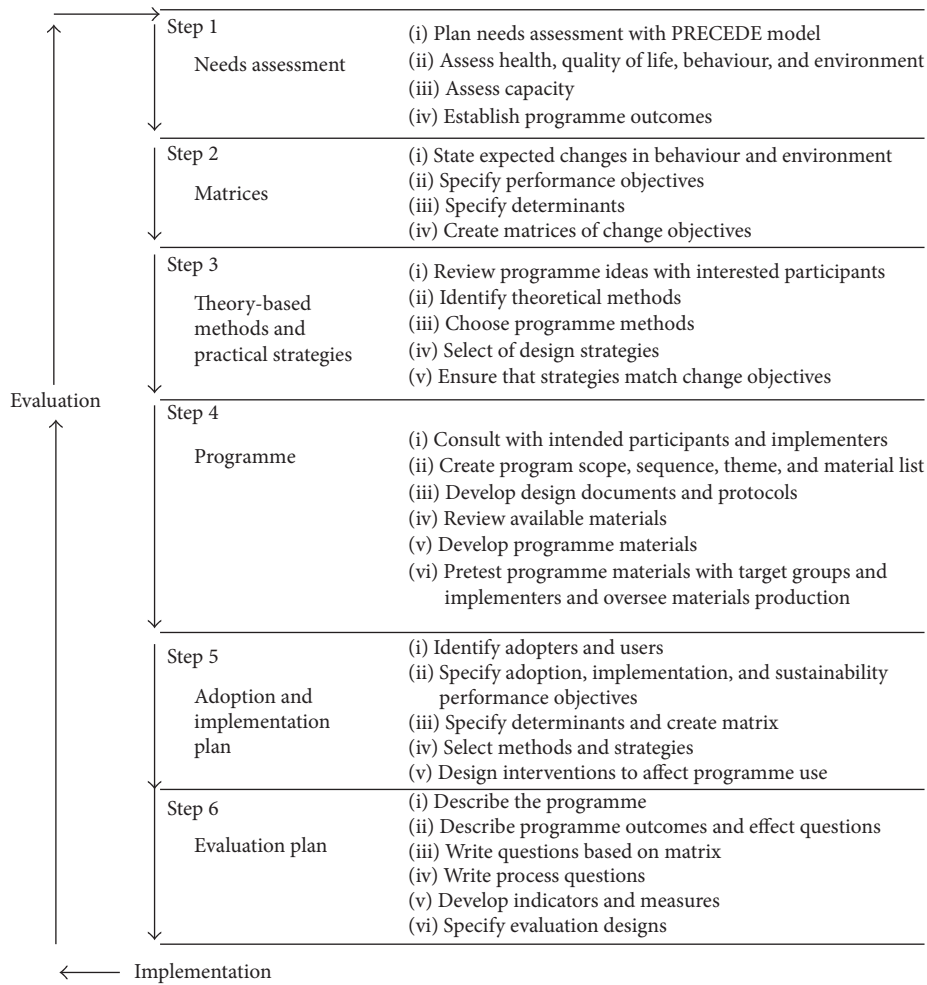 Step 1
Needs assessment
(i) Plan needs assessment with PRECEDE model
(ii) Assess health, quality of life, behaviour, and environment
(iii) Assess capacity
(iv) Establish programme outcomes
Step 2
Matrices
(i) State expected changes in behaviour and environment
(ii) Specify performance objectives
(iii) Specify determinants
(iv) Create matrices of change objectives
Step 3
Theory-based
methods and
practical strategies
(i) Review programme ideas with interested participants
(ii) Identify theoretical methods
(iii) Choose programme methods
(iv) Select of design strategies
(v) Ensure that strategies match change objectives
Evaluation
Step 4
Programme
(i) Consult with intended participants and implementers
(ii) Create program scope, sequence, theme, and material list
(iii) Develop design documents and protocols
(iv) Review available materials
(v) Develop programme materials
(vi) Pretest programme materials with target groups and
implementers and oversee materials production
Step 5
Adoption and
implementation
plan
(i) Identify adopters and users
(ii) Specify adoption, implementation, and sustainability
performance objectives
(iii) Specify determinants and create matrix
(iv) Select methods and strategies
(v) Design interventions to affect programme use
Step 6
Evaluation plan
(i) Describe the programme
(ii) Describe programme outcomes and effect questions
(iii) Write questions based on matrix
(iv) Write process questions
(v) Develop indicators and measures
(vi) Specify evaluation designs
Implementation